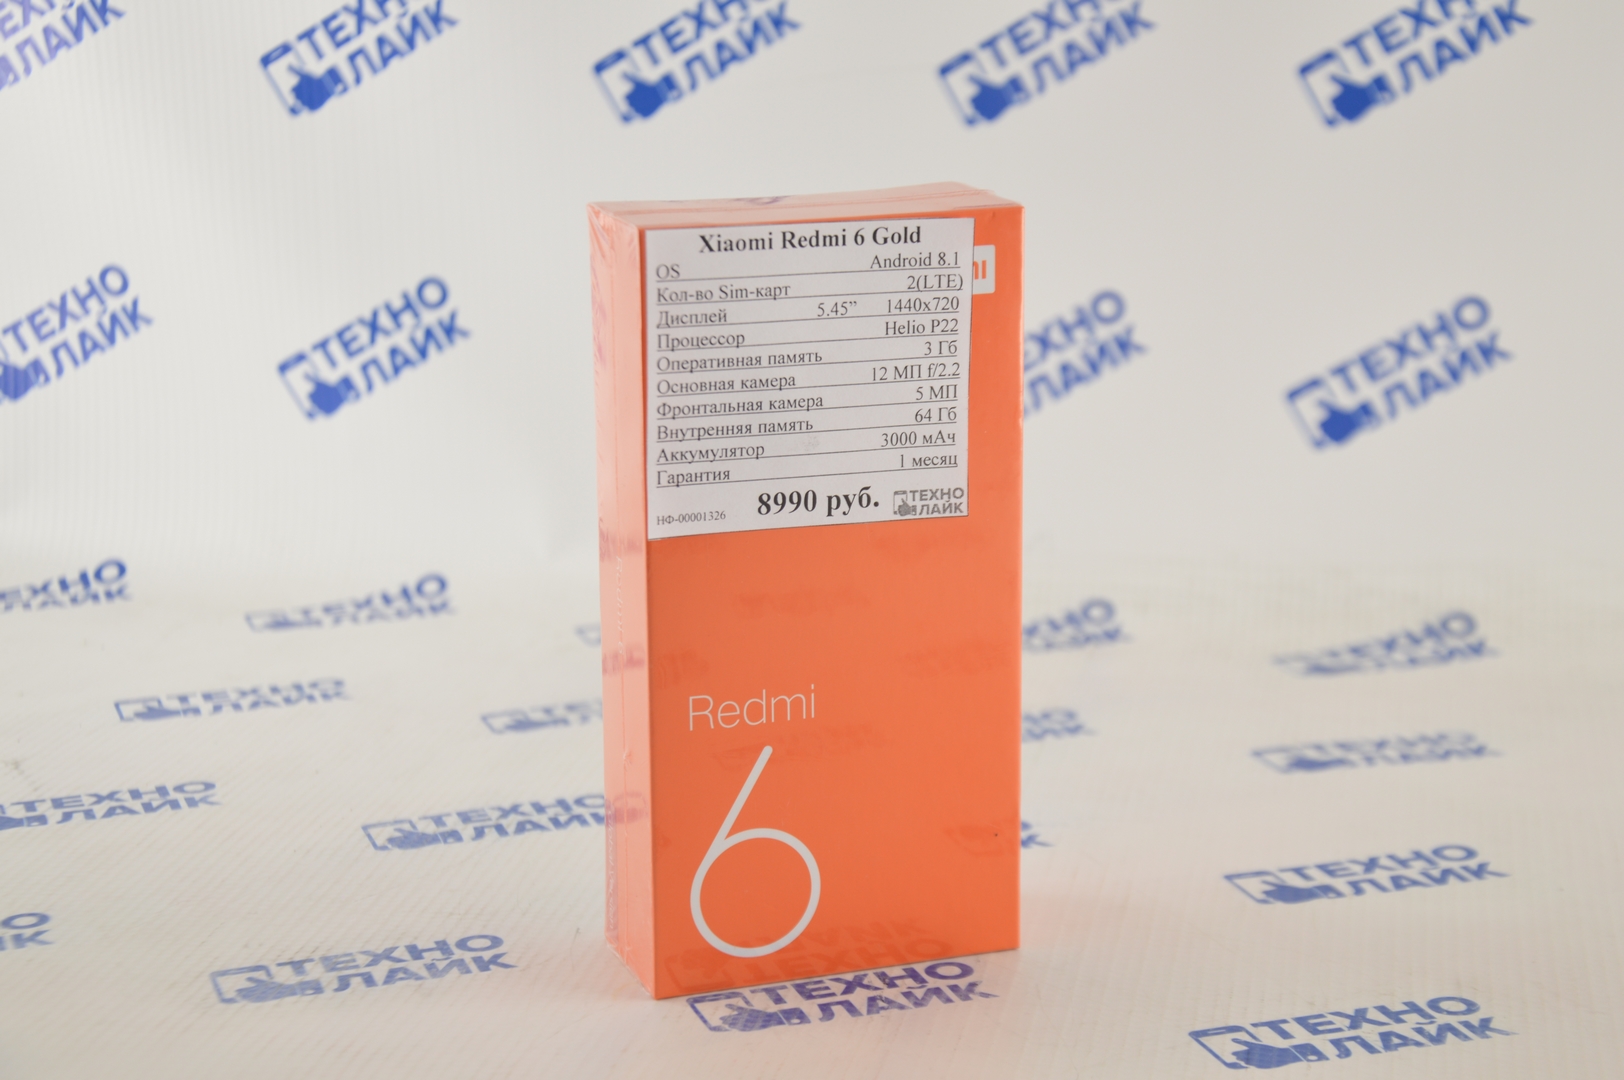 Xiaomi Redmi 6 Gold
OS Android 8.1
Кол-во Sim-карт 2(LTE)
Дисплей 5.45” 1440x720
Процессор Helio P22
Оперативная память 3 Гб
Основная камера 12 МП f/2.2
Фронтальная камера 5 МП
Внутренняя память 64 Гб
Аккумулятор 3000 мАч
Гарантия 1 месяц
НФ-00001326 8990 руб. ТЕХНО
ЛАЙК
Redmi
6
ТЕХНО
ЛАЙК